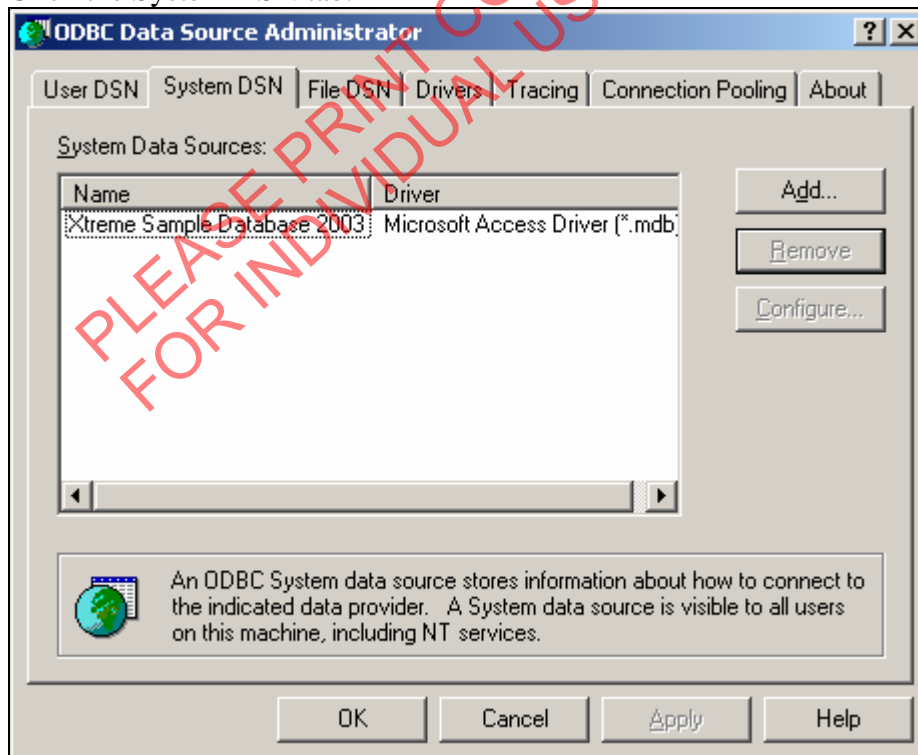 ODBC Data Source Administrator
User DSN System DSN File DSN Drivers Tracing Connection Pooling About
System Data Sources:
Name Driver
Xtreme Sample Database 2003 Microsoft Access Driver (*.mdb)
Add...
Remove
Configure...
An ODBC System data source stores information about how to connect to
the indicated data provider. A System data source is visible to all users
on this machine, including NT services.
OK Cancel Apply Help
PLEASE PRINT
FOR INDIVIDUAL